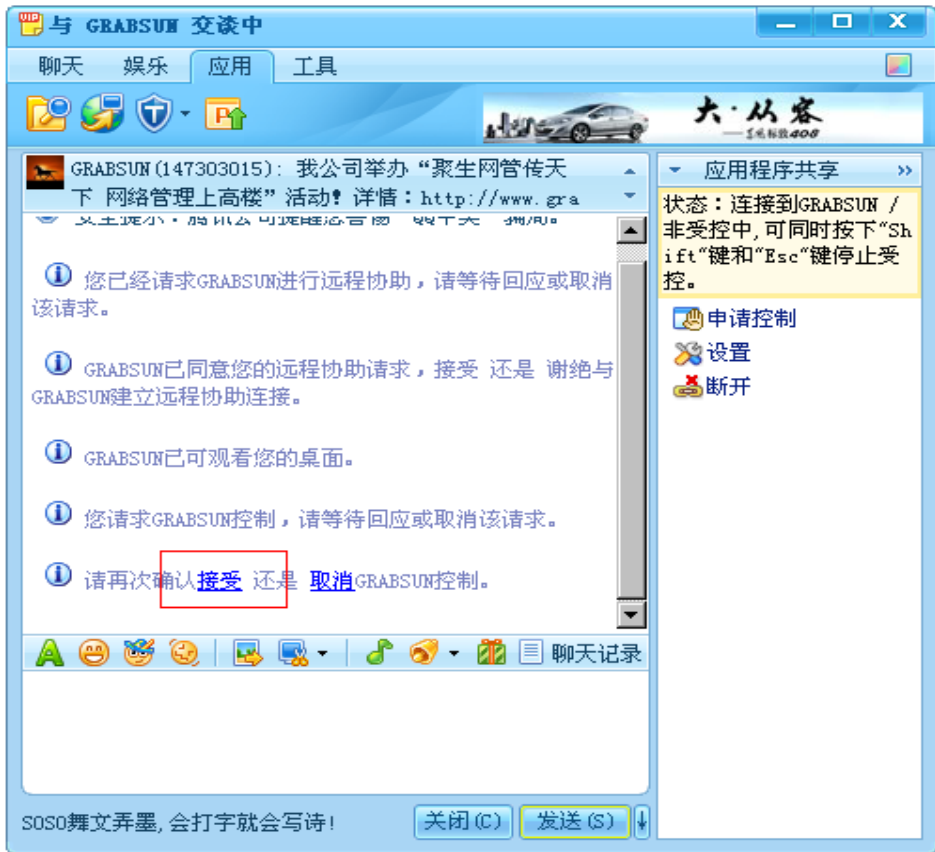 VIP
与 GRABSUN 交谈中
聊天 娱乐 应用 工具
大·从容
东风标致408
GRABSUN(147303015): 我公司举办“聚生网管传天
下 网络管理上高楼”活动! 详情:http://www.gra
您已经请求GRABSUN进行远程协助,请等待回应或取消
该请求。
GRABSUN已同意您的远程协助请求,接受 还是 谢绝与
GRABSUN建立远程协助连接。
GRABSUN已可观看您的桌面。
您请求GRABSUN控制,请等待回应或取消该请求。
请再次确认接受 还是 取消GRABSUN控制。
聊天记录
SOSO舞文弄墨,会打字就会写诗!
关闭(C) 发送(S)
应用程序共享
状态:连接到GRABSUN /
非受控中,可同时按下“Sh
ift“键和“Esc“键停止受
控。
申请控制
设置
断开